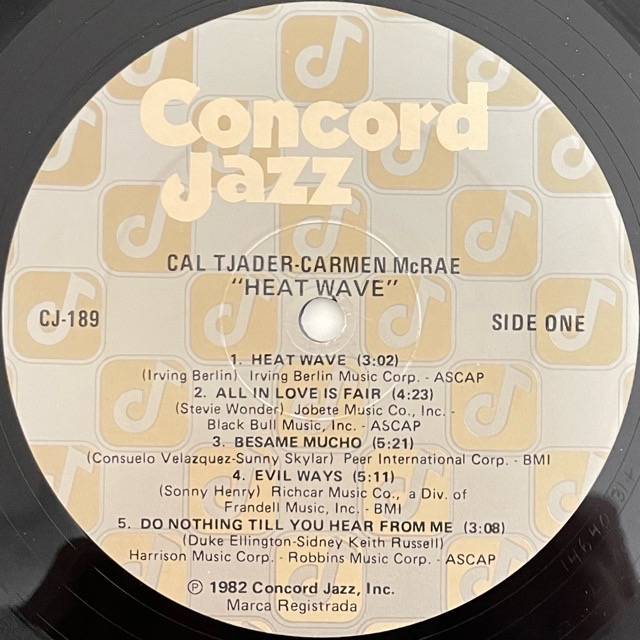 Concord
Jazz
CAL TJADER-CARMEN McRAE
"HEAT WAVE"
CJ-189
SIDE ONE
1. HEAT WAVE (3:02)
(Irving Berlin) Irving Berlin Music Corp. - ASCAP
2. ALL IN LOVE IS FAIR (4:23)
(Stevie Wonder) Jobete Music Co., Inc. -
Black Bull Music, Inc. - ASCAP
3. BESAME MUCHO (5:21)
(Consuelo Velazquez-Sunny Skylar) Peer International Corp. - BMI
4. EVIL WAYS (5:11)
(Sonny Henry) Richcar Music Co., a Div. of
Frandell Music, Inc. - BMI
5. DO NOTHING TILL YOU HEAR FROM ME (3:08)
(Duke Ellington-Sidney Keith Russell)
Harrison Music Corp. - Robbins Music Corp. - ASCAP
℗ 1982 Concord Jazz, Inc.
Marca Registrada